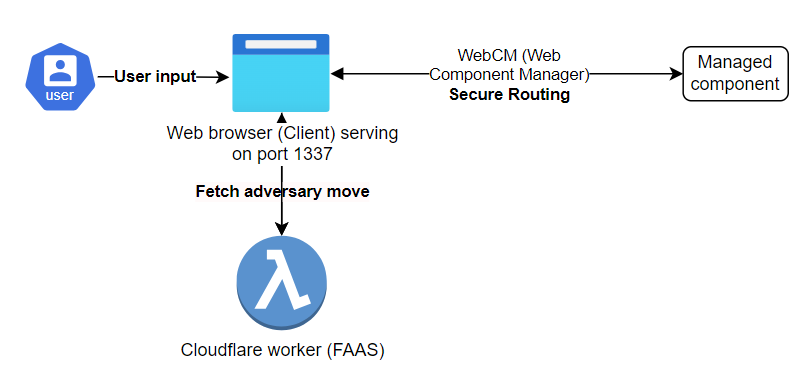 user
User input
WebCM (Web
Component Manager)
Secure Routing
Managed
component
Web browser (Client) serving
on port 1337
Fetch adversary move
Cloudflare worker (FAAS)